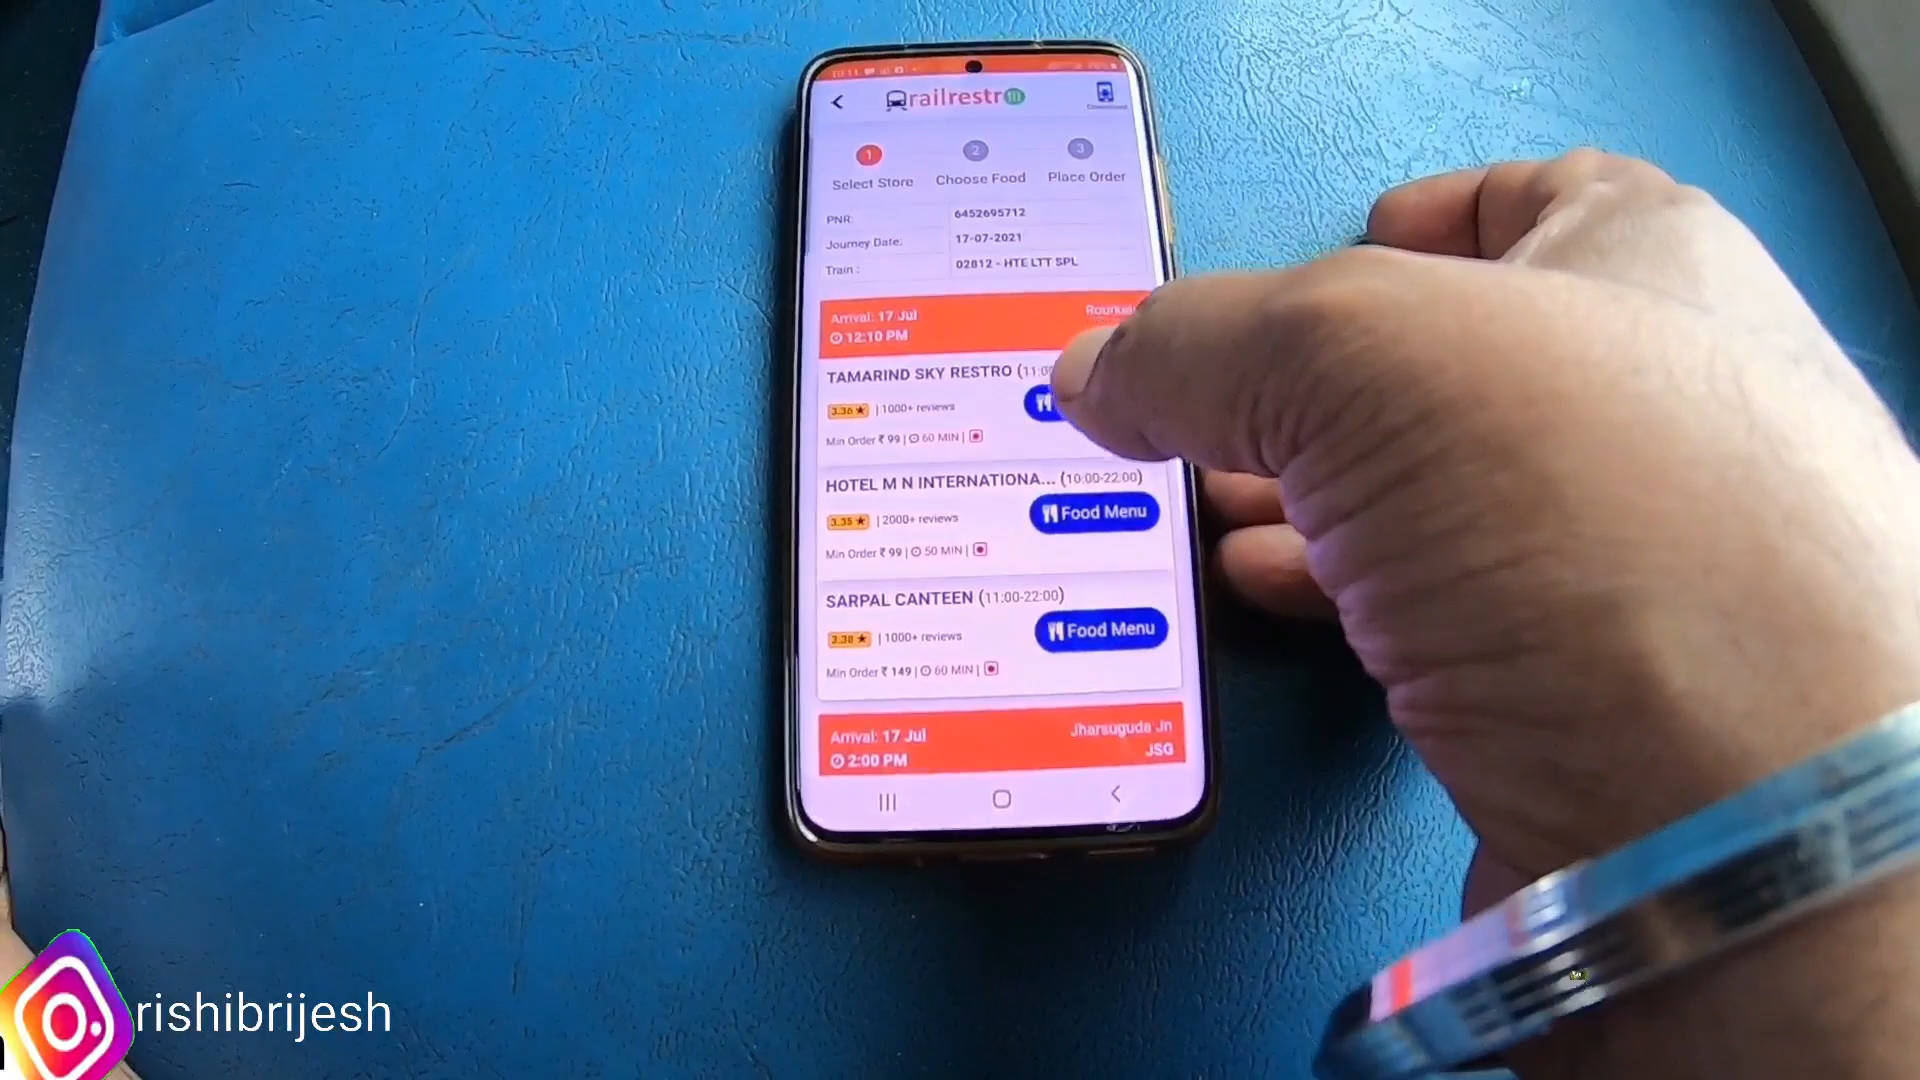 railrestro
1
2
3
Select Store
Choose Food
Place Order
PNR:
6452695712
Journey Date:
17-07-2021
Train :
02812 - HTE LTT SPL
Arrival: 17 Jul
12:10 PM
TAMARIND SKY RESTRO (11:00
3.36 ★ | 1000+ reviews
Min Order ₹ 99 | 60 MIN |
HOTEL M N INTERNATIONA... (10:00-22:00)
3.35 ★ | 2000+ reviews
Food Menu
Min Order ₹ 99 | 50 MIN |
SARPAL CANTEEN (11:00-22:00)
3.38 ★ | 1000+ reviews
Food Menu
Min Order ₹ 149 | 60 MIN |
Arrival: 17 Jul
Jharsuguda Jn
2:00 PM
JSG
rishibrijesh